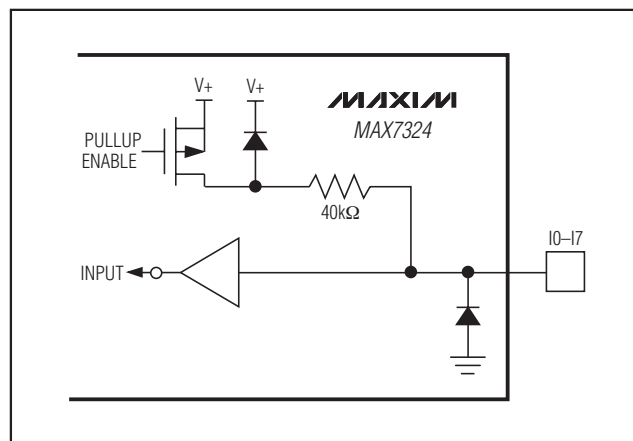 V+ V+
MAXIM
MAX7324
PULLUP
ENABLE
40kΩ
I0–I7
INPUT